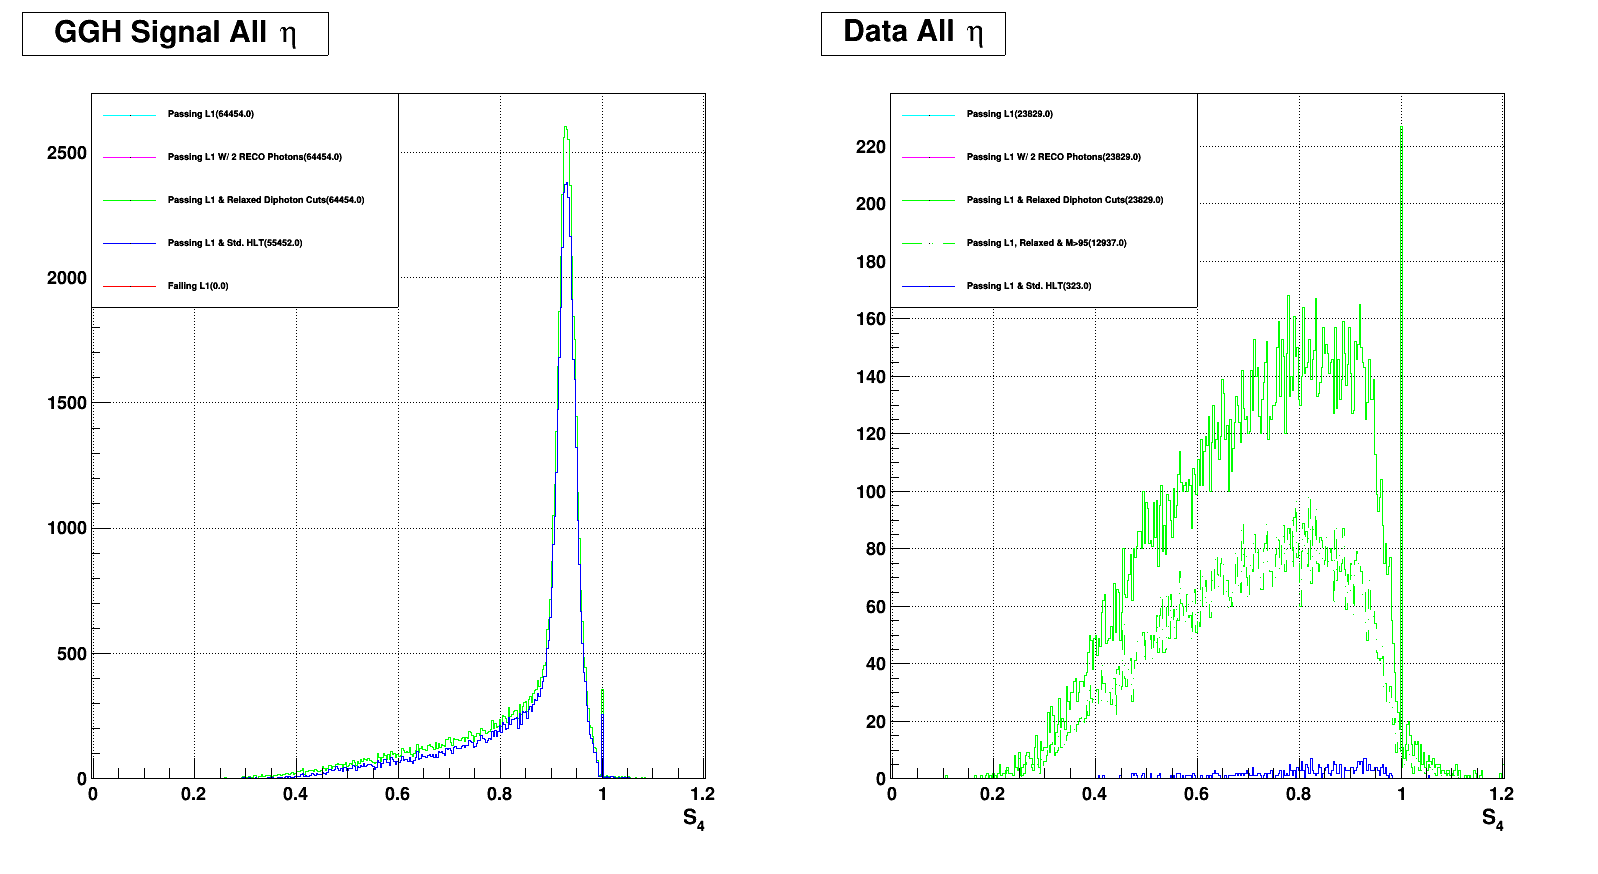 GGH Signal All η
Passing L1(64454.0)
Passing L1 W/ 2 RECO Photons(64454.0)
Passing L1 & Relaxed Diphoton Cuts(64454.0)
Passing L1 & Std. HLT(55452.0)
Failing L1(0.0)
2500
2000
1500
1000
500
0
0 0.2 0.4 0.6 0.8 1 1.2
S4
Data All η
Passing L1(23829.0)
Passing L1 W/ 2 RECO Photons(23829.0)
Passing L1 & Relaxed Diphoton Cuts(23829.0)
Passing L1, Relaxed & M>95(12937.0)
Passing L1 & Std. HLT(323.0)
220
200
180
160
140
120
100
80
60
40
20
0
0 0.2 0.4 0.6 0.8 1 1.2
S4